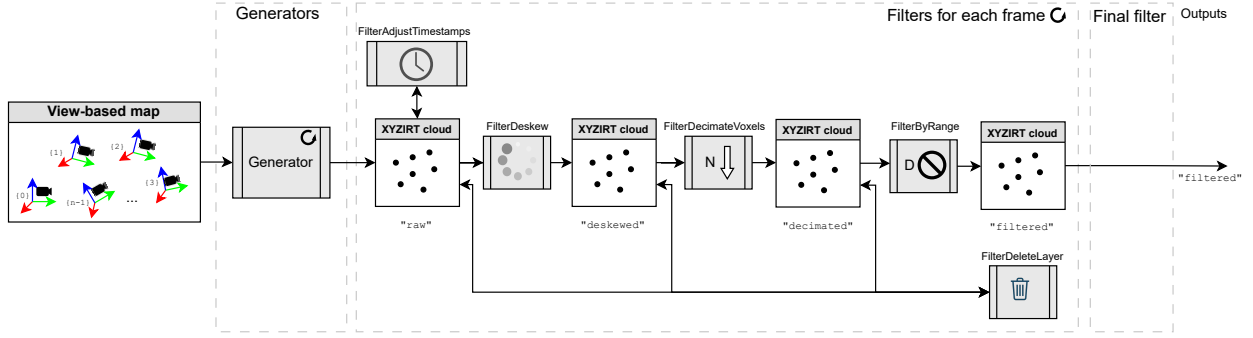 Generators
Filters for each frame
Final filter
Outputs
FilterAdjustTimestamps
View-based map
{1}
{2}
{0}
{n-1}
...
{3}
Generator
XYZIRT cloud
"raw"
FilterDeskew
XYZIRT cloud
"deskewed"
FilterDecimateVoxels
N
XYZIRT cloud
"decimated"
FilterByRange
D
XYZIRT cloud
"filtered"
"filtered"
FilterDeleteLayer